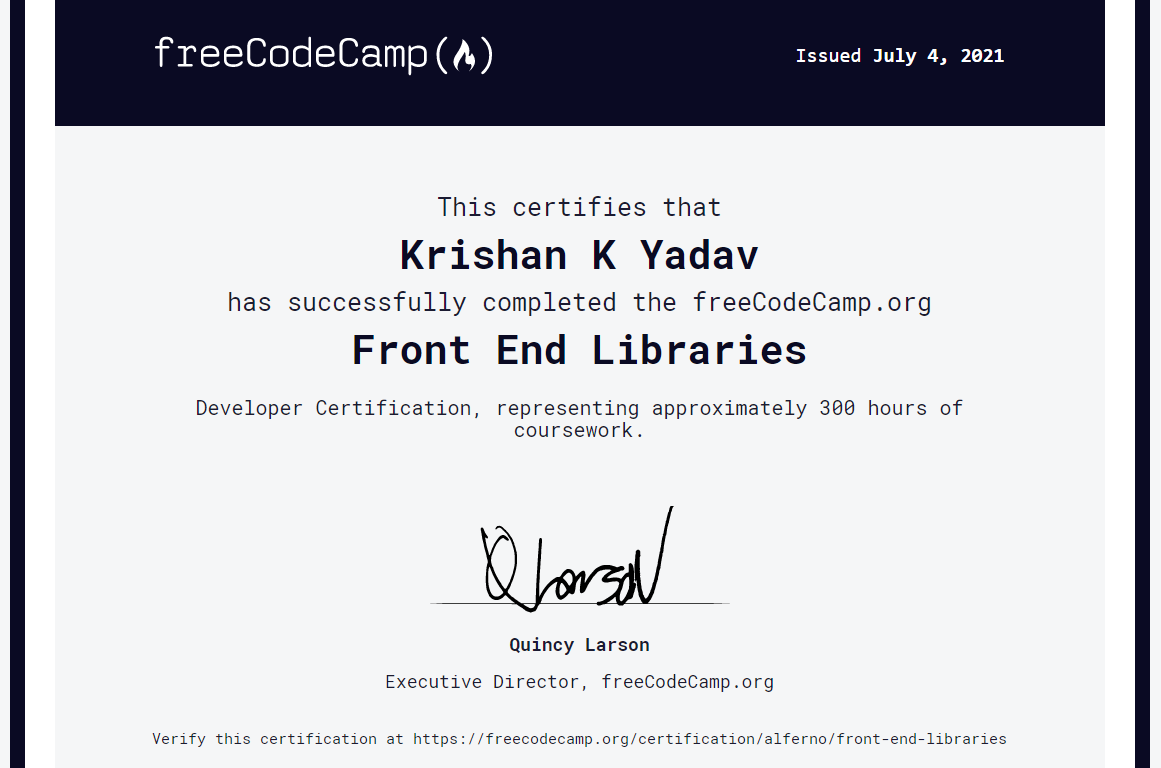 freeCodeCamp(🔥)
Issued July 4, 2021
This certifies that
Krishan K Yadav
has successfully completed the freeCodeCamp.org
Front End Libraries
Developer Certification, representing approximately 300 hours of
coursework.
Q Larson
Quincy Larson
Executive Director, freeCodeCamp.org
Verify this certification at https://freecodecamp.org/certification/alferno/front-end-libraries